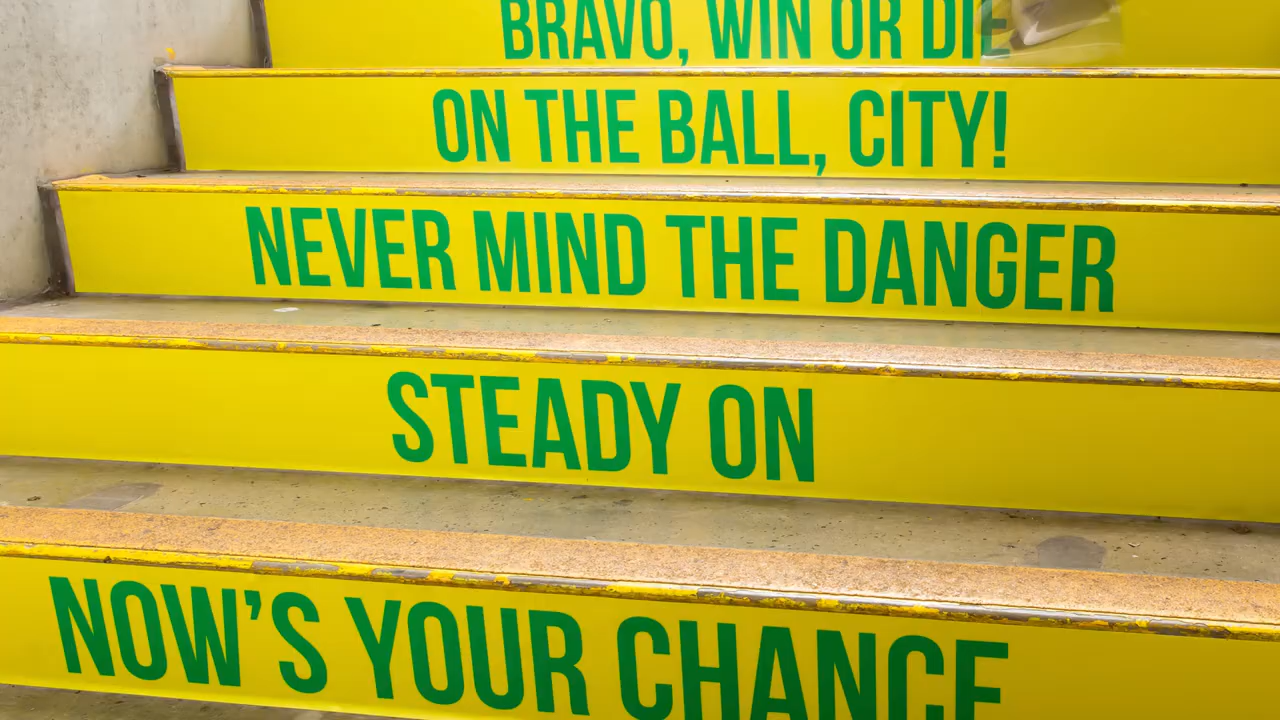 BRAVO, WIN OR DIE
ON THE BALL, CITY!
NEVER MIND THE DANGER
STEADY ON
NOW'S YOUR CHANCE